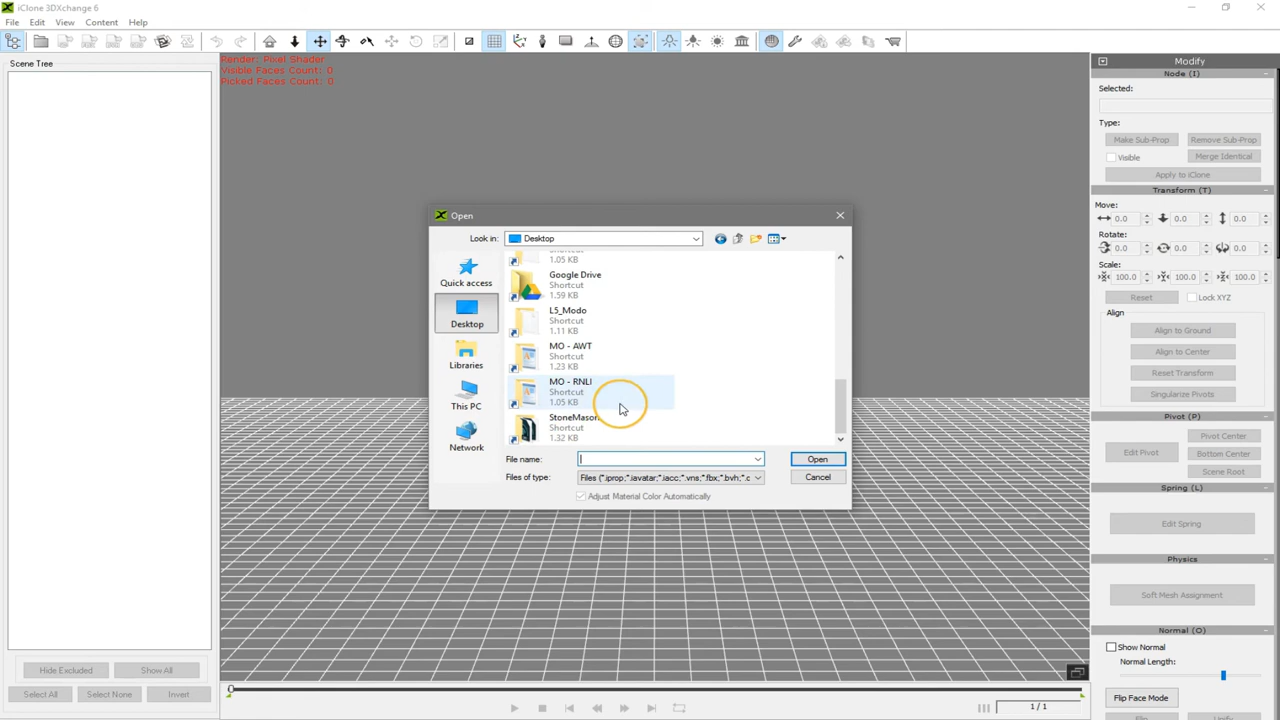 iClone 3DXchange 6
File Edit View Content Help
Scene Tree
Render: Pixel Shader
Visible Faces Count: 0
Picked Faces Count: 0
Modify
Node (I)
Selected:
Type:
Make Sub-Prop Remove Sub-Prop
Visible Merge Identical
Apply to iClone
Transform (T)
Move:
0.0 0.0 0.0
Rotate:
0.0 0.0 0.0
Scale:
100.0 100.0 100.0
Reset Lock XYZ
Align
Align to Ground
Align to Center
Reset Transform
Singularize Pivots
Pivot (P)
Edit Pivot Pivot Center
Bottom Center
Scene Root
Spring (L)
Edit Spring
Physics
Soft Mesh Assignment
Normal (O)
Show Normal
Normal Length:
Flip Face Mode
Open
Look in: Desktop
Quick access
Desktop
Libraries
This PC
Network
1.05 KB
Google Drive
Shortcut
1.59 KB
L5_Modo
Shortcut
1.11 KB
MO - AWT
Shortcut
1.23 KB
MO - RNLI
Shortcut
1.05 KB
StoneMason
Shortcut
1.32 KB
File name: Open
Files of type: Files (*.iprop;*.iavatar;*.iacc;*.vns;*.fbx;*.bvh;*.c Cancel
Adjust Material Color Automatically
Hide Excluded Show All
Select All Select None Invert
1 / 1